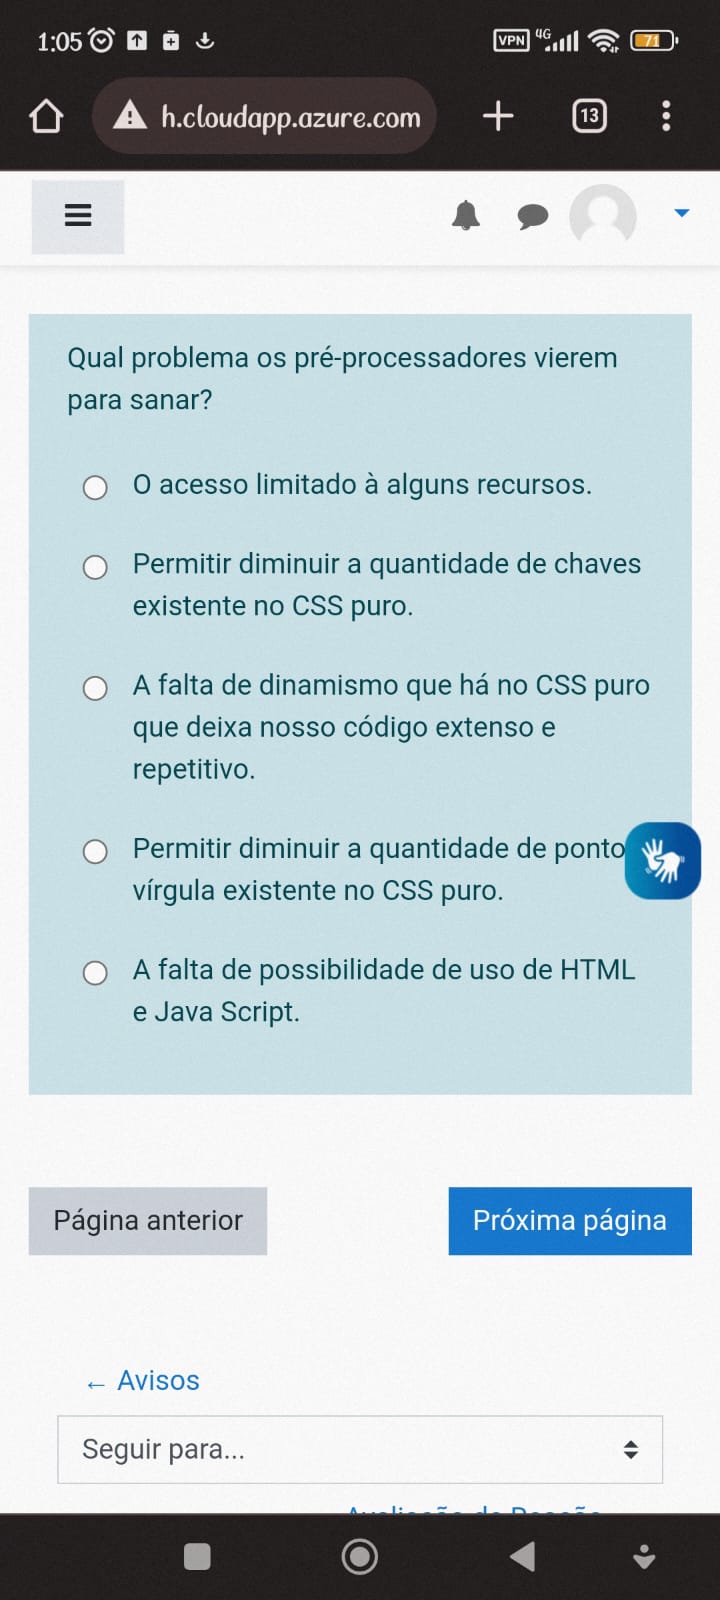 1:05
VPN 4G 71
h.cloudapp.azure.com
13
Qual problema os pré-processadores vierem
para sanar?
O acesso limitado à alguns recursos.
Permitir diminuir a quantidade de chaves
existente no CSS puro.
A falta de dinamismo que há no CSS puro
que deixa nosso código extenso e
repetitivo.
Permitir diminuir a quantidade de ponto
vírgula existente no CSS puro.
A falta de possibilidade de uso de HTML
e Java Script.
Página anterior
Próxima página
← Avisos
Seguir para...